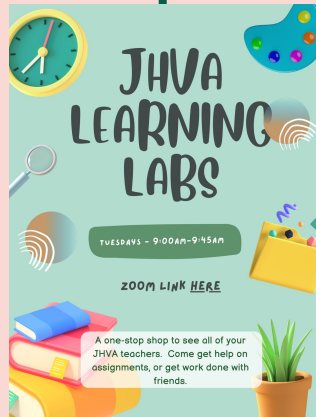 JHVA
LEARNING
LABS
TUESDAYS - 9:00AM-9:45AM
ZOOM LINK HERE
A one-stop shop to see all of your
JHVA teachers. Come get help on
assignments, or get work done with
friends.